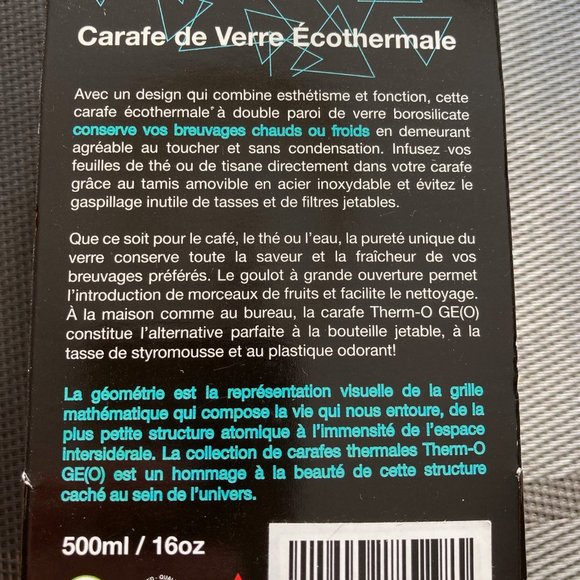 Carafe de Verre Écothermale
Avec un design qui combine esthétisme et fonction, cette
carafe écothermale* à double paroi de verre borosilicate
conserve vos breuvages chauds ou froids en demeurant
agréable au toucher et sans condensation. Infusez vos
feuilles de thé ou de tisane directement dans votre carafe
grâce au tamis amovible en acier inoxydable et évitez le
gaspillage inutile de tasses et de filtres jetables.
Que ce soit pour le café, le thé ou l'eau, la pureté unique du
verre conserve toute la saveur et la fraîcheur de vos
breuvages préférés. Le goulot à grande ouverture permet
l'introduction de morceaux de fruits et facilite le nettoyage.
À la maison comme au bureau, la carafe Therm-O GE(O)
constitue l'alternative parfaite à la bouteille jetable, à la
tasse de styromousse et au plastique odorant!
La géométrie est la représentation visuelle de la grille
mathématique qui compose la vie qui nous entoure, de la
plus petite structure atomique à l'immensité de l'espace
intersidérale. La collection de carafes thermales Therm-O
GE(O) est un hommage à la beauté de cette structure
caché au sein de l'univers.
500ml / 16oz